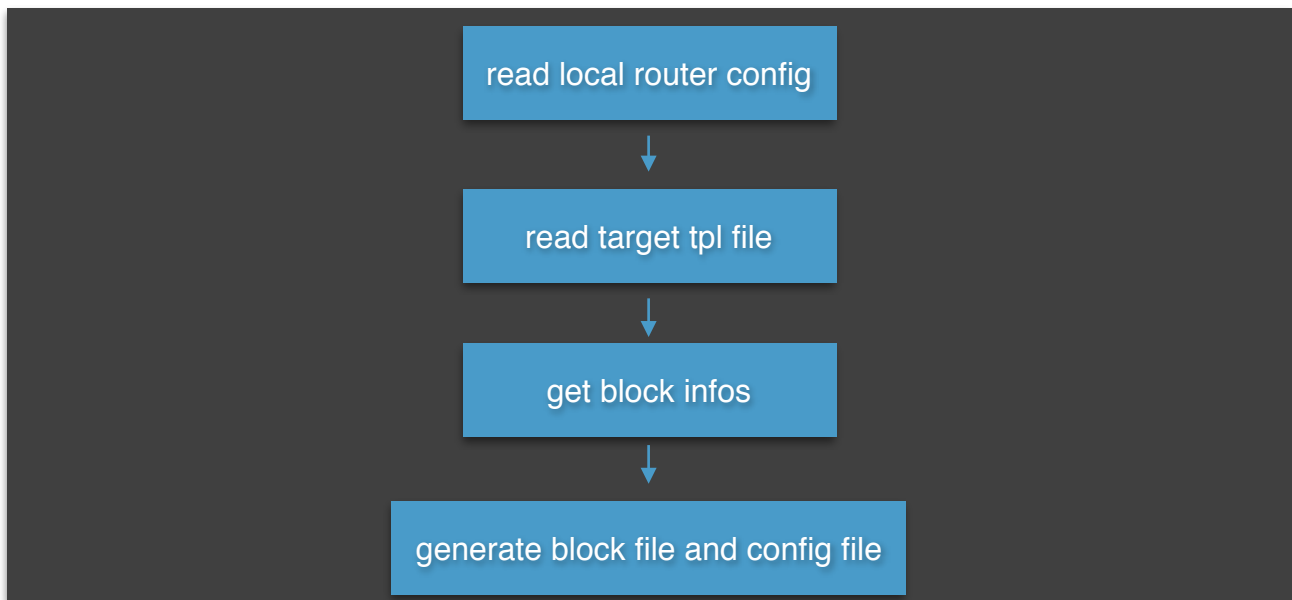 read local router config
read target tpl file
get block infos
generate block file and config file